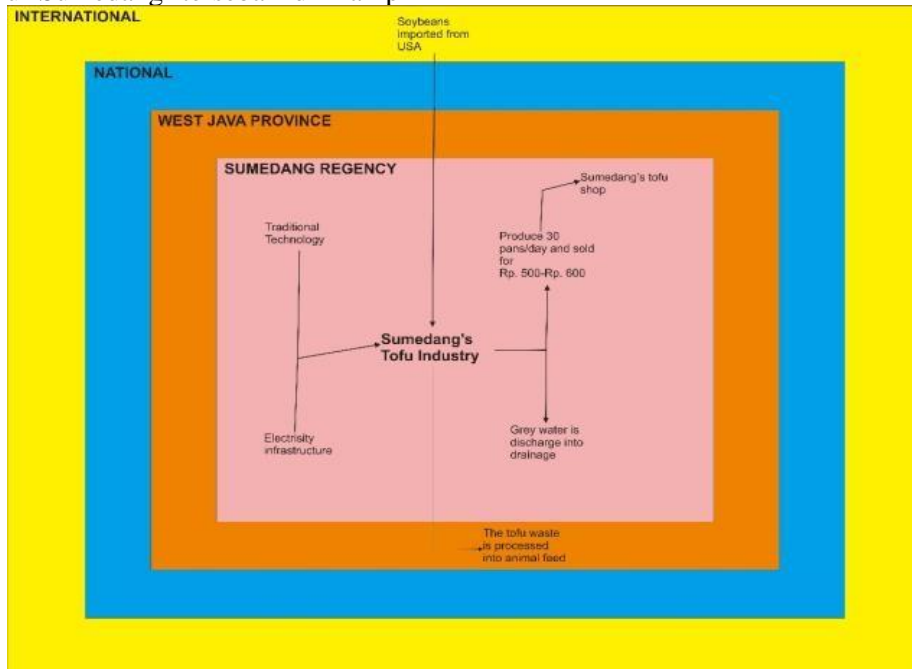 INTERNATIONAL
Soybeans
imported from
USA
NATIONAL
WEST JAVA PROVINCE
SUMEDANG REGENCY
Sumedang's tofu
shop
Traditional
Technology
Produce 30
pans/day and sold
for
Rp. 500-Rp. 600
Sumedang's
Tofu Industry
Electrisity
infrastructure
Grey water is
discharge into
drainage
The tofu waste
is processed
into animal feed